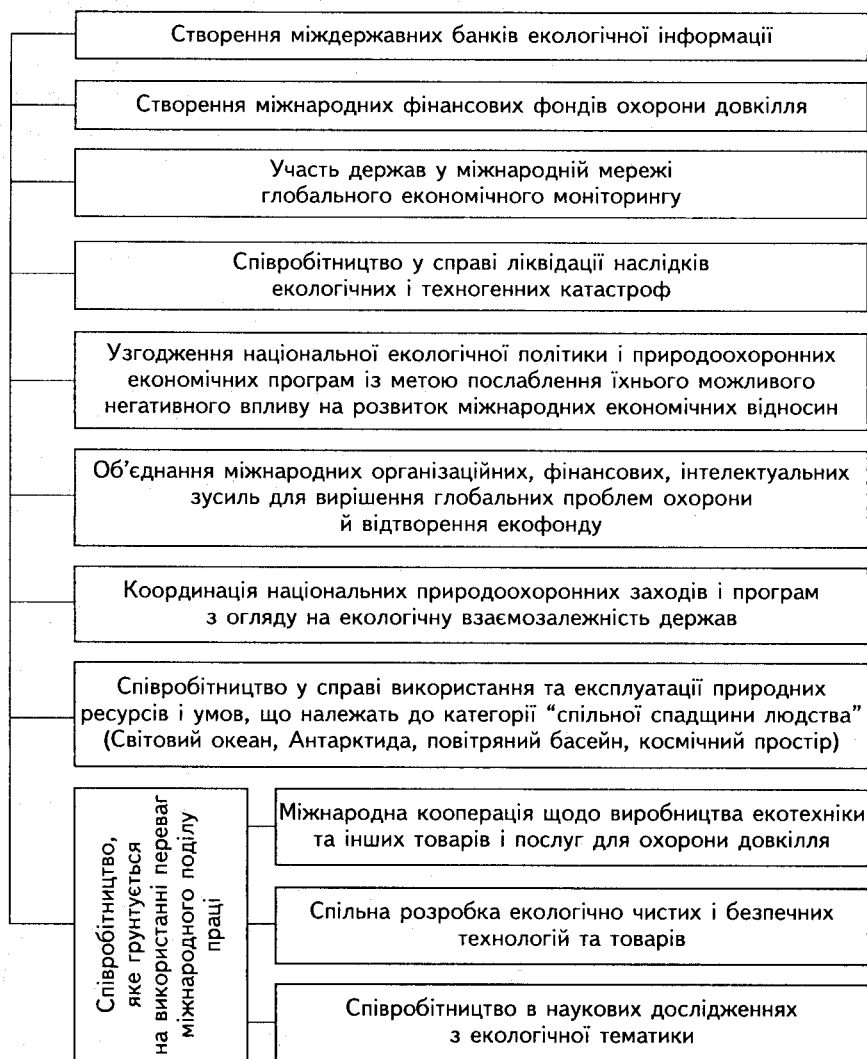 Створення міждержавних банків екологічної інформації
Створення міжнародних фінансових фондів охорони довкілля
Участь держав у міжнародній мережі
глобального економічного моніторингу
Співробітництво у справі ліквідації наслідків
екологічних і техногенних катастроф
Узгодження національної екологічної політики і природоохоронних
економічних програм із метою послаблення їхнього можливого
негативного впливу на розвиток міжнародних економічних відносин
Об’єднання міжнародних організаційних, фінансових, інтелектуальних
зусиль для вирішення глобальних проблем охорони
й відтворення екофонду
Координація національних природоохоронних заходів і програм
з огляду на екологічну взаємозалежність держав
Співробітництво у справі використання та експлуатації природних
ресурсів і умов, що належать до категорії “спільної спадщини людства”
(Світовий океан, Антарктида, повітряний басейн, космічний простір)
Співробітництво,
яке грунтується
на використанні переваг
міжнародного поділу
праці
Міжнародна кооперація щодо виробництва екотехніки
та інших товарів і послуг для охорони довкілля
Спільна розробка екологічно чистих і безпечних
технологій та товарів
Співробітництво в наукових дослідженнях
з екологічної тематики